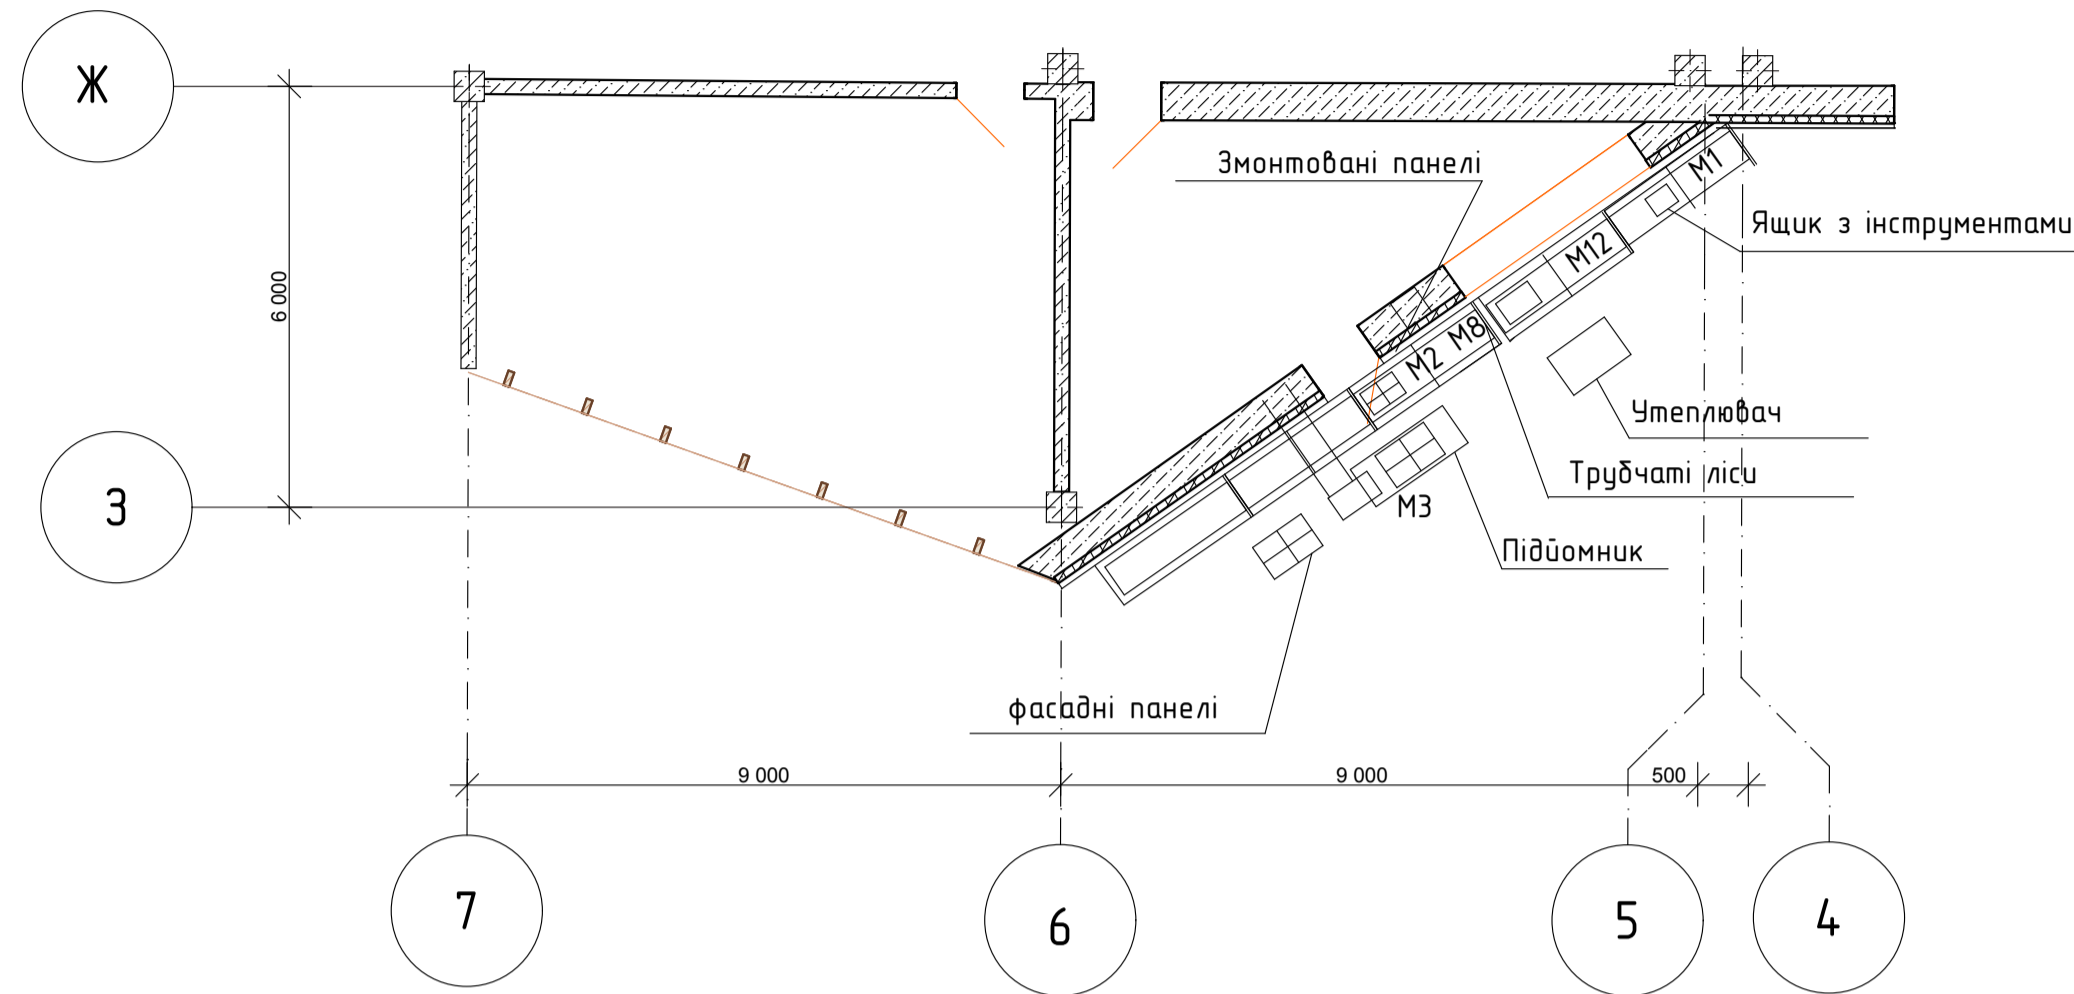 Ж
Змонтовані панелі
М1
Ящик з інструментами
М12
6 000
М8
М2
Утеплювач
Трубчаті ліси
З
М3
Підйомник
фасадні панелі
9 000
9 000
500
7
6
5
4